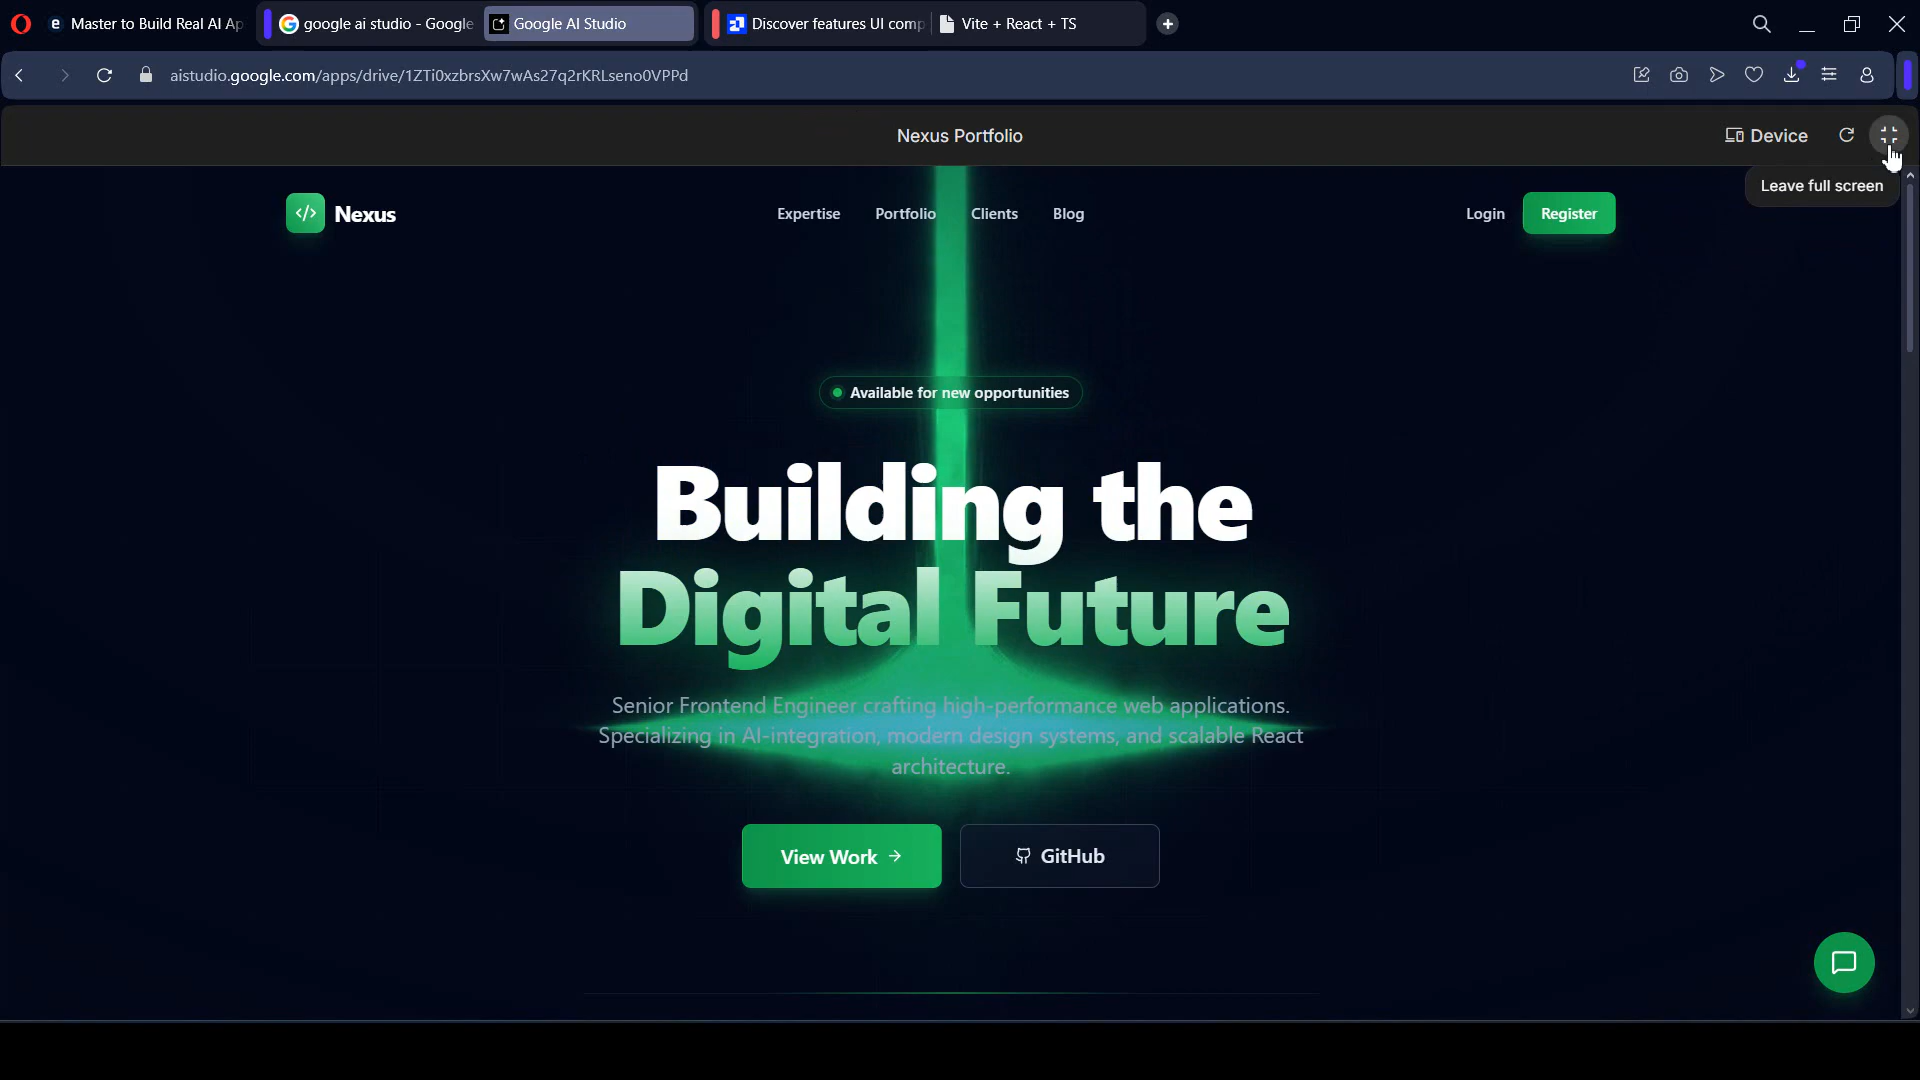 Master to Build Real AI Ap
google ai studio - Google
Google AI Studio
Discover features UI comp
Vite + React + TS
aistudio.google.com/apps/drive/1ZTi0xzbrsXw7wAs27q2rKRLseno0VPPd
Nexus Portfolio
Device
Leave full screen
</> Nexus
Expertise
Portfolio
Clients
Blog
Login
Register
Available for new opportunities
Building the
Digital Future
Senior Frontend Engineer crafting high-performance web applications.
Specializing in AI-integration, modern design systems, and scalable React
architecture.
View Work →
GitHub